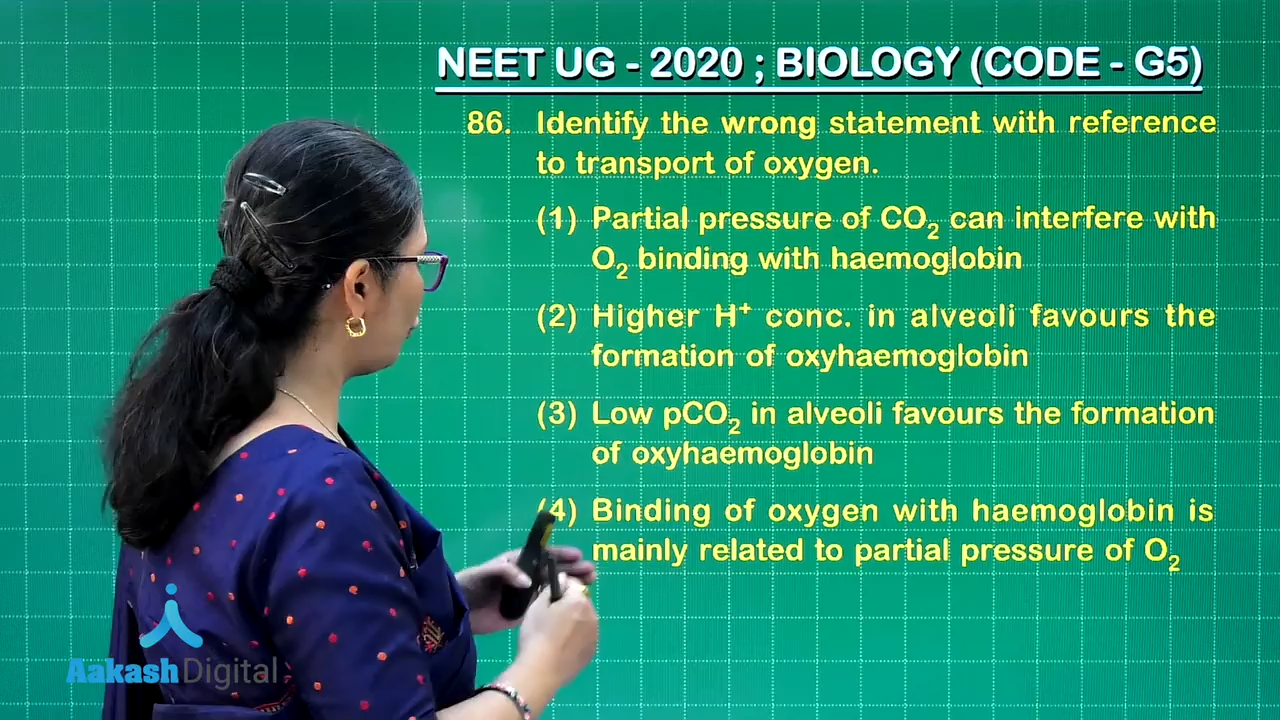 NEET UG - 2020 ; BIOLOGY (CODE - G5)
86. Identify the wrong statement with reference
to transport of oxygen.
(1) Partial pressure of CO₂ can interfere with
O₂ binding with haemoglobin
(2) Higher H⁺ conc. in alveoli favours the
formation of oxyhaemoglobin
(3) Low pCO₂ in alveoli favours the formation
of oxyhaemoglobin
(4) Binding of oxygen with haemoglobin is
mainly related to partial pressure of O₂
AakashDigital